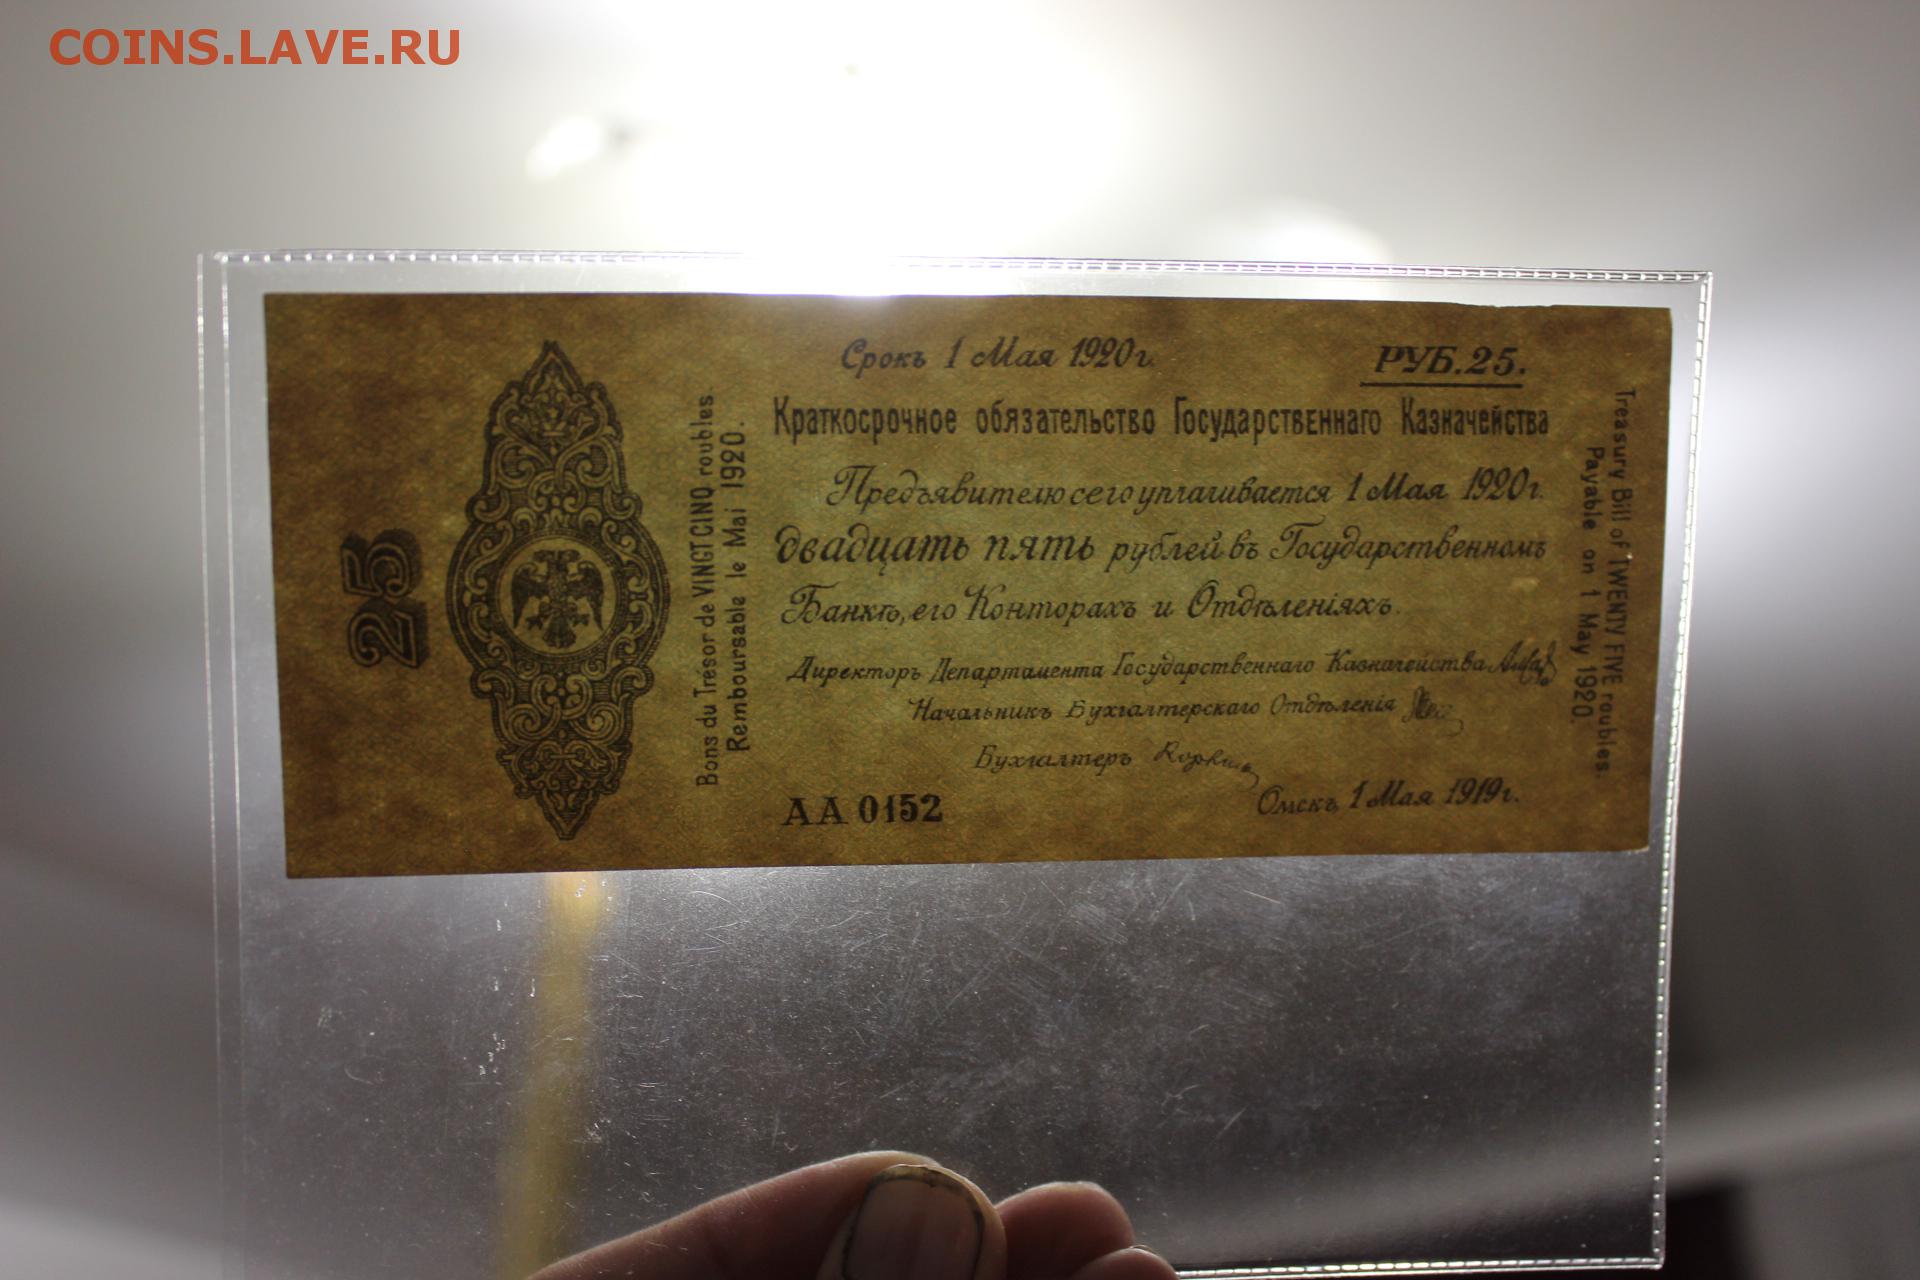 COINS.LAVE.RU
Срокъ 1 Мая 1920г.
РУБ.25.
Краткосрочное обязательство Государственнаго Казначейства
Предъявителю сего уплачивается 1 Мая 1920г.
двадцать пять рублей въ Государственномъ
Банкѣ, его Конторахъ и Отдѣленіяхъ.
Директоръ Департамента Государственнаго Казначейства
Начальникъ Бухгалтерскаго Отдѣленія
Бухгалтеръ
АА 0152
Омскъ 1 Мая 1919г.
25
Bons du Trésor de VINGT CINQ roubles.
Remboursable le Mai 1920.
Treasury Bill of TWENTY FIVE roubles.
Payable on 1 May 1920.